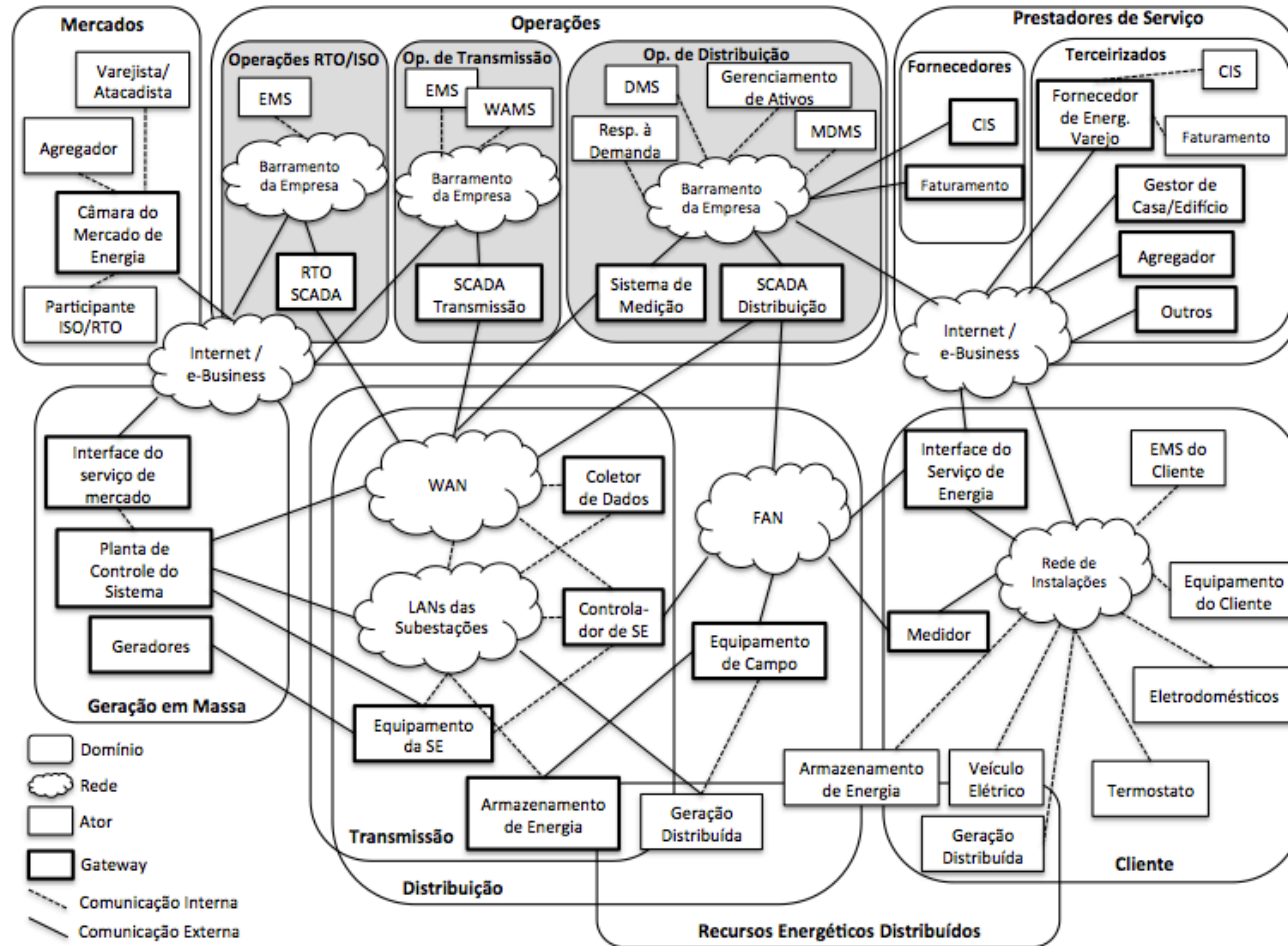 Mercados
Varejista/
Atacadista
Agregador
Câmara do
Mercado de
Energia
Participante
ISO/RTO
Operações
Operações RTO/ISO
EMS
Barramento
da Empresa
RTO
SCADA
Op. de Transmissão
EMS
WAMS
Barramento
da Empresa
SCADA
Transmissão
Op. de Distribuição
DMS
Gerenciamento
de Ativos
Resp. à
Demanda
MDMS
Barramento
da Empresa
Sistema de
Medição
SCADA
Distribuição
Prestadores de Serviço
Fornecedores
CIS
Faturamento
Terceirizados
CIS
Fornecedor
de Energ.
Varejo
Faturamento
Gestor de
Casa/Edifício
Agregador
Outros
Internet /
e-Business
Internet /
e-Business
Interface do
serviço de
mercado
Planta de
Controle do
Sistema
Geradores
Geração em Massa
WAN
Coletor
de Dados
LANs das
Subestações
Controla-
dor de SE
Equipamento
da SE
Armazenamento
de Energia
Transmissão
FAN
Equipamento
de Campo
Geração
Distribuída
Distribuição
Interface do
Serviço de
Energia
EMS do
Cliente
Rede de
Instalações
Equipamento
do Cliente
Medidor
Eletrodomésticos
Armazenamento
de Energia
Veículo
Elétrico
Termostato
Geração
Distribuída
Cliente
Recursos Energéticos Distribuídos
Domínio
Rede
Ator
Gateway
Comunicação Interna
Comunicação Externa